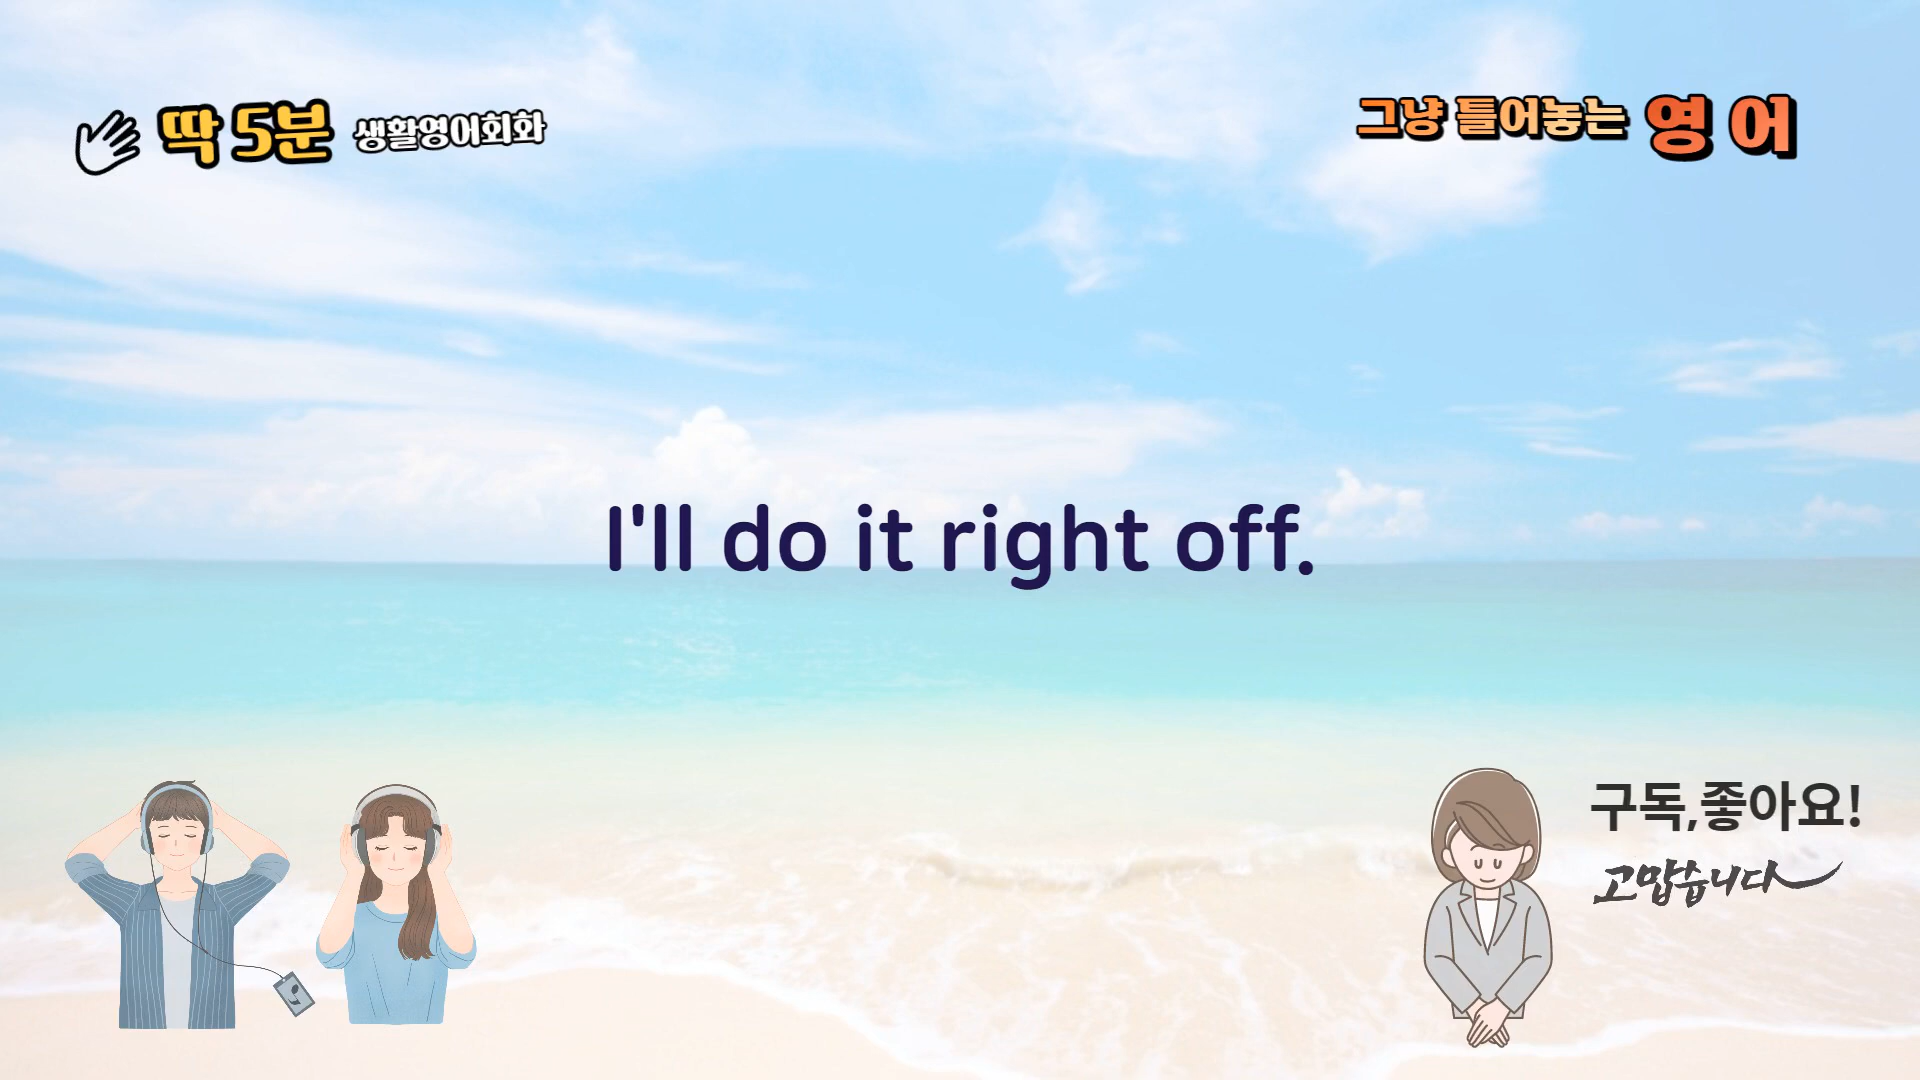 딱 5분 생활영어회화
그냥 틀어놓는 영어
I'll do it right off.
구독,좋아요!
고맙습니다